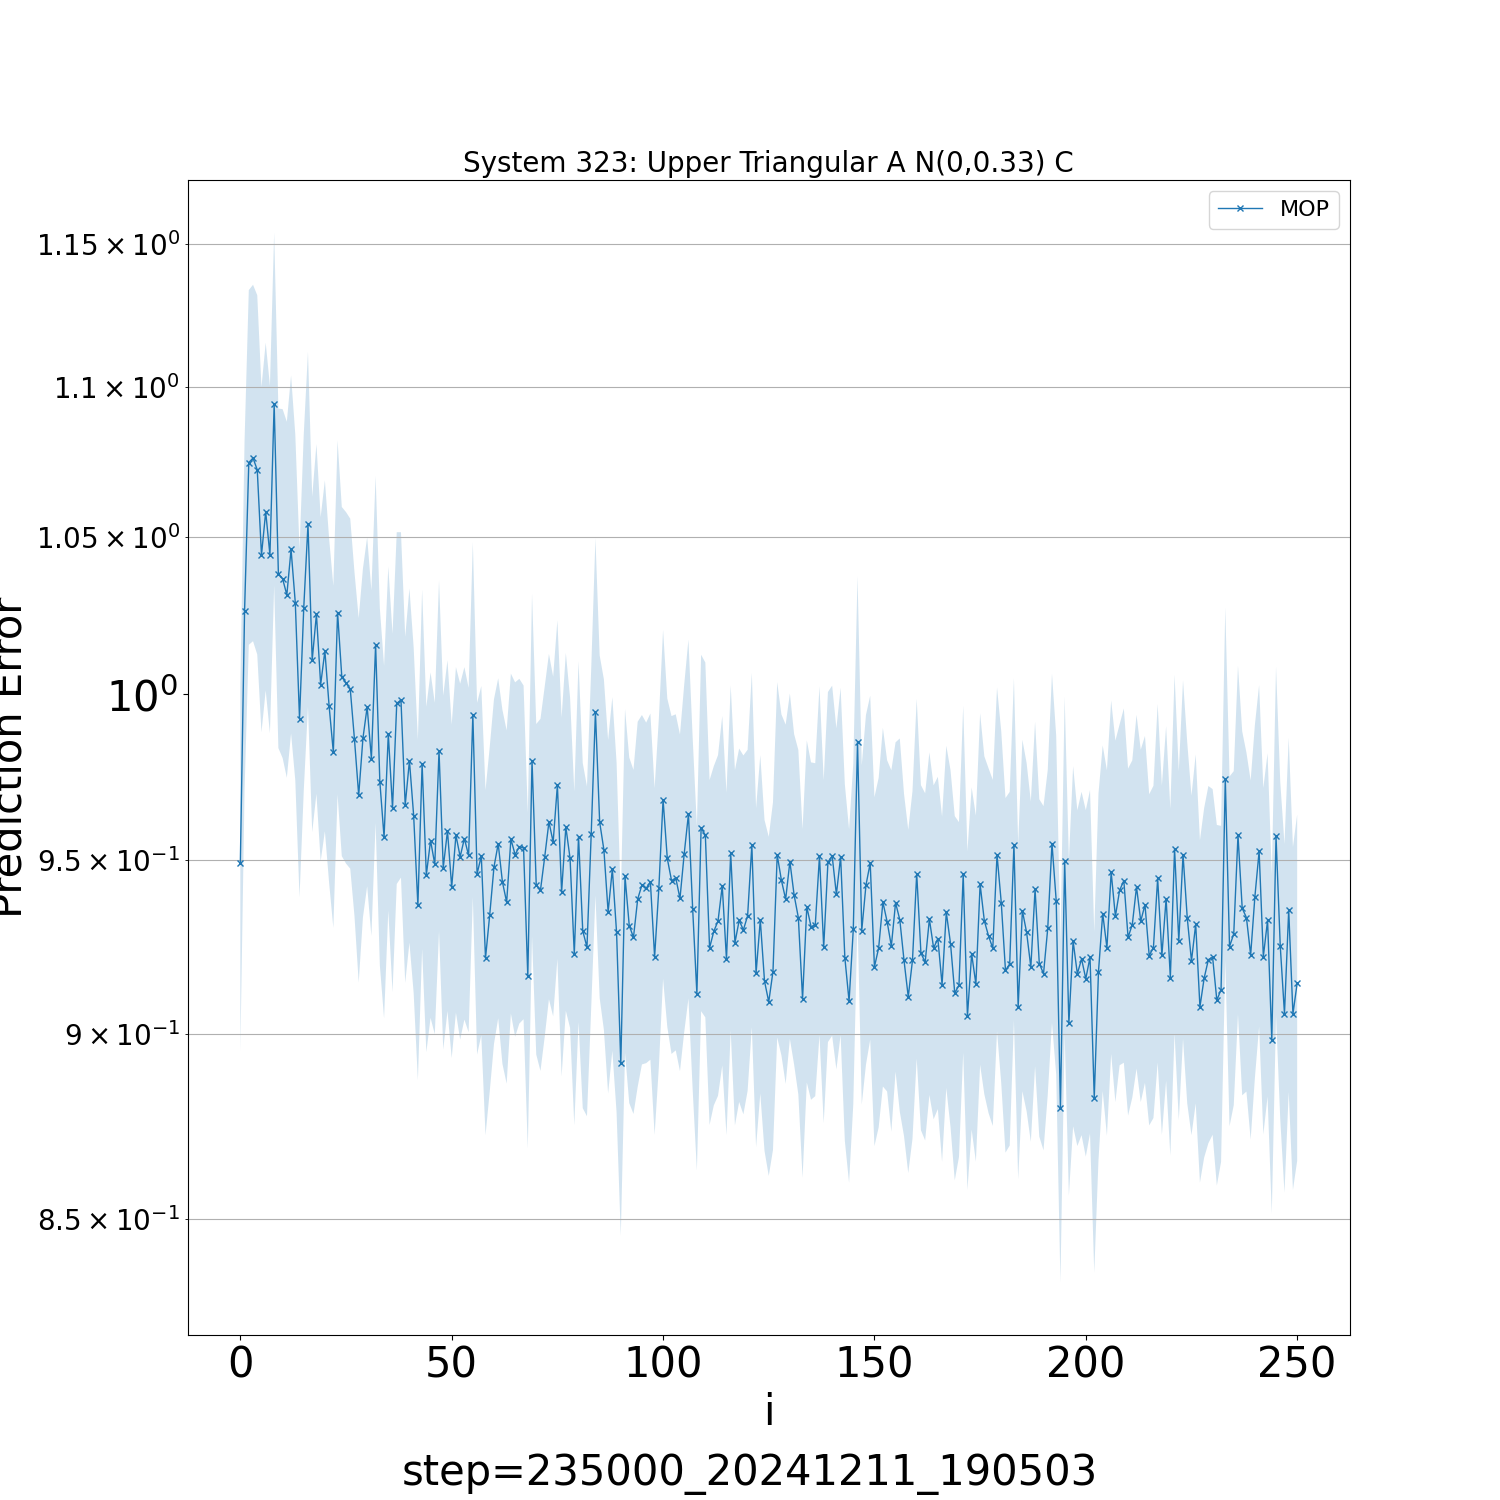 System 323: Upper Triangular A N(0,0.33) C
MOP
1.15 × 10⁰
1.1 × 10⁰
1.05 × 10⁰
10⁰
9.5 × 10⁻¹
9 × 10⁻¹
8.5 × 10⁻¹
Prediction Error
0 50 100 150 200 250
i
step=235000_20241211_190503